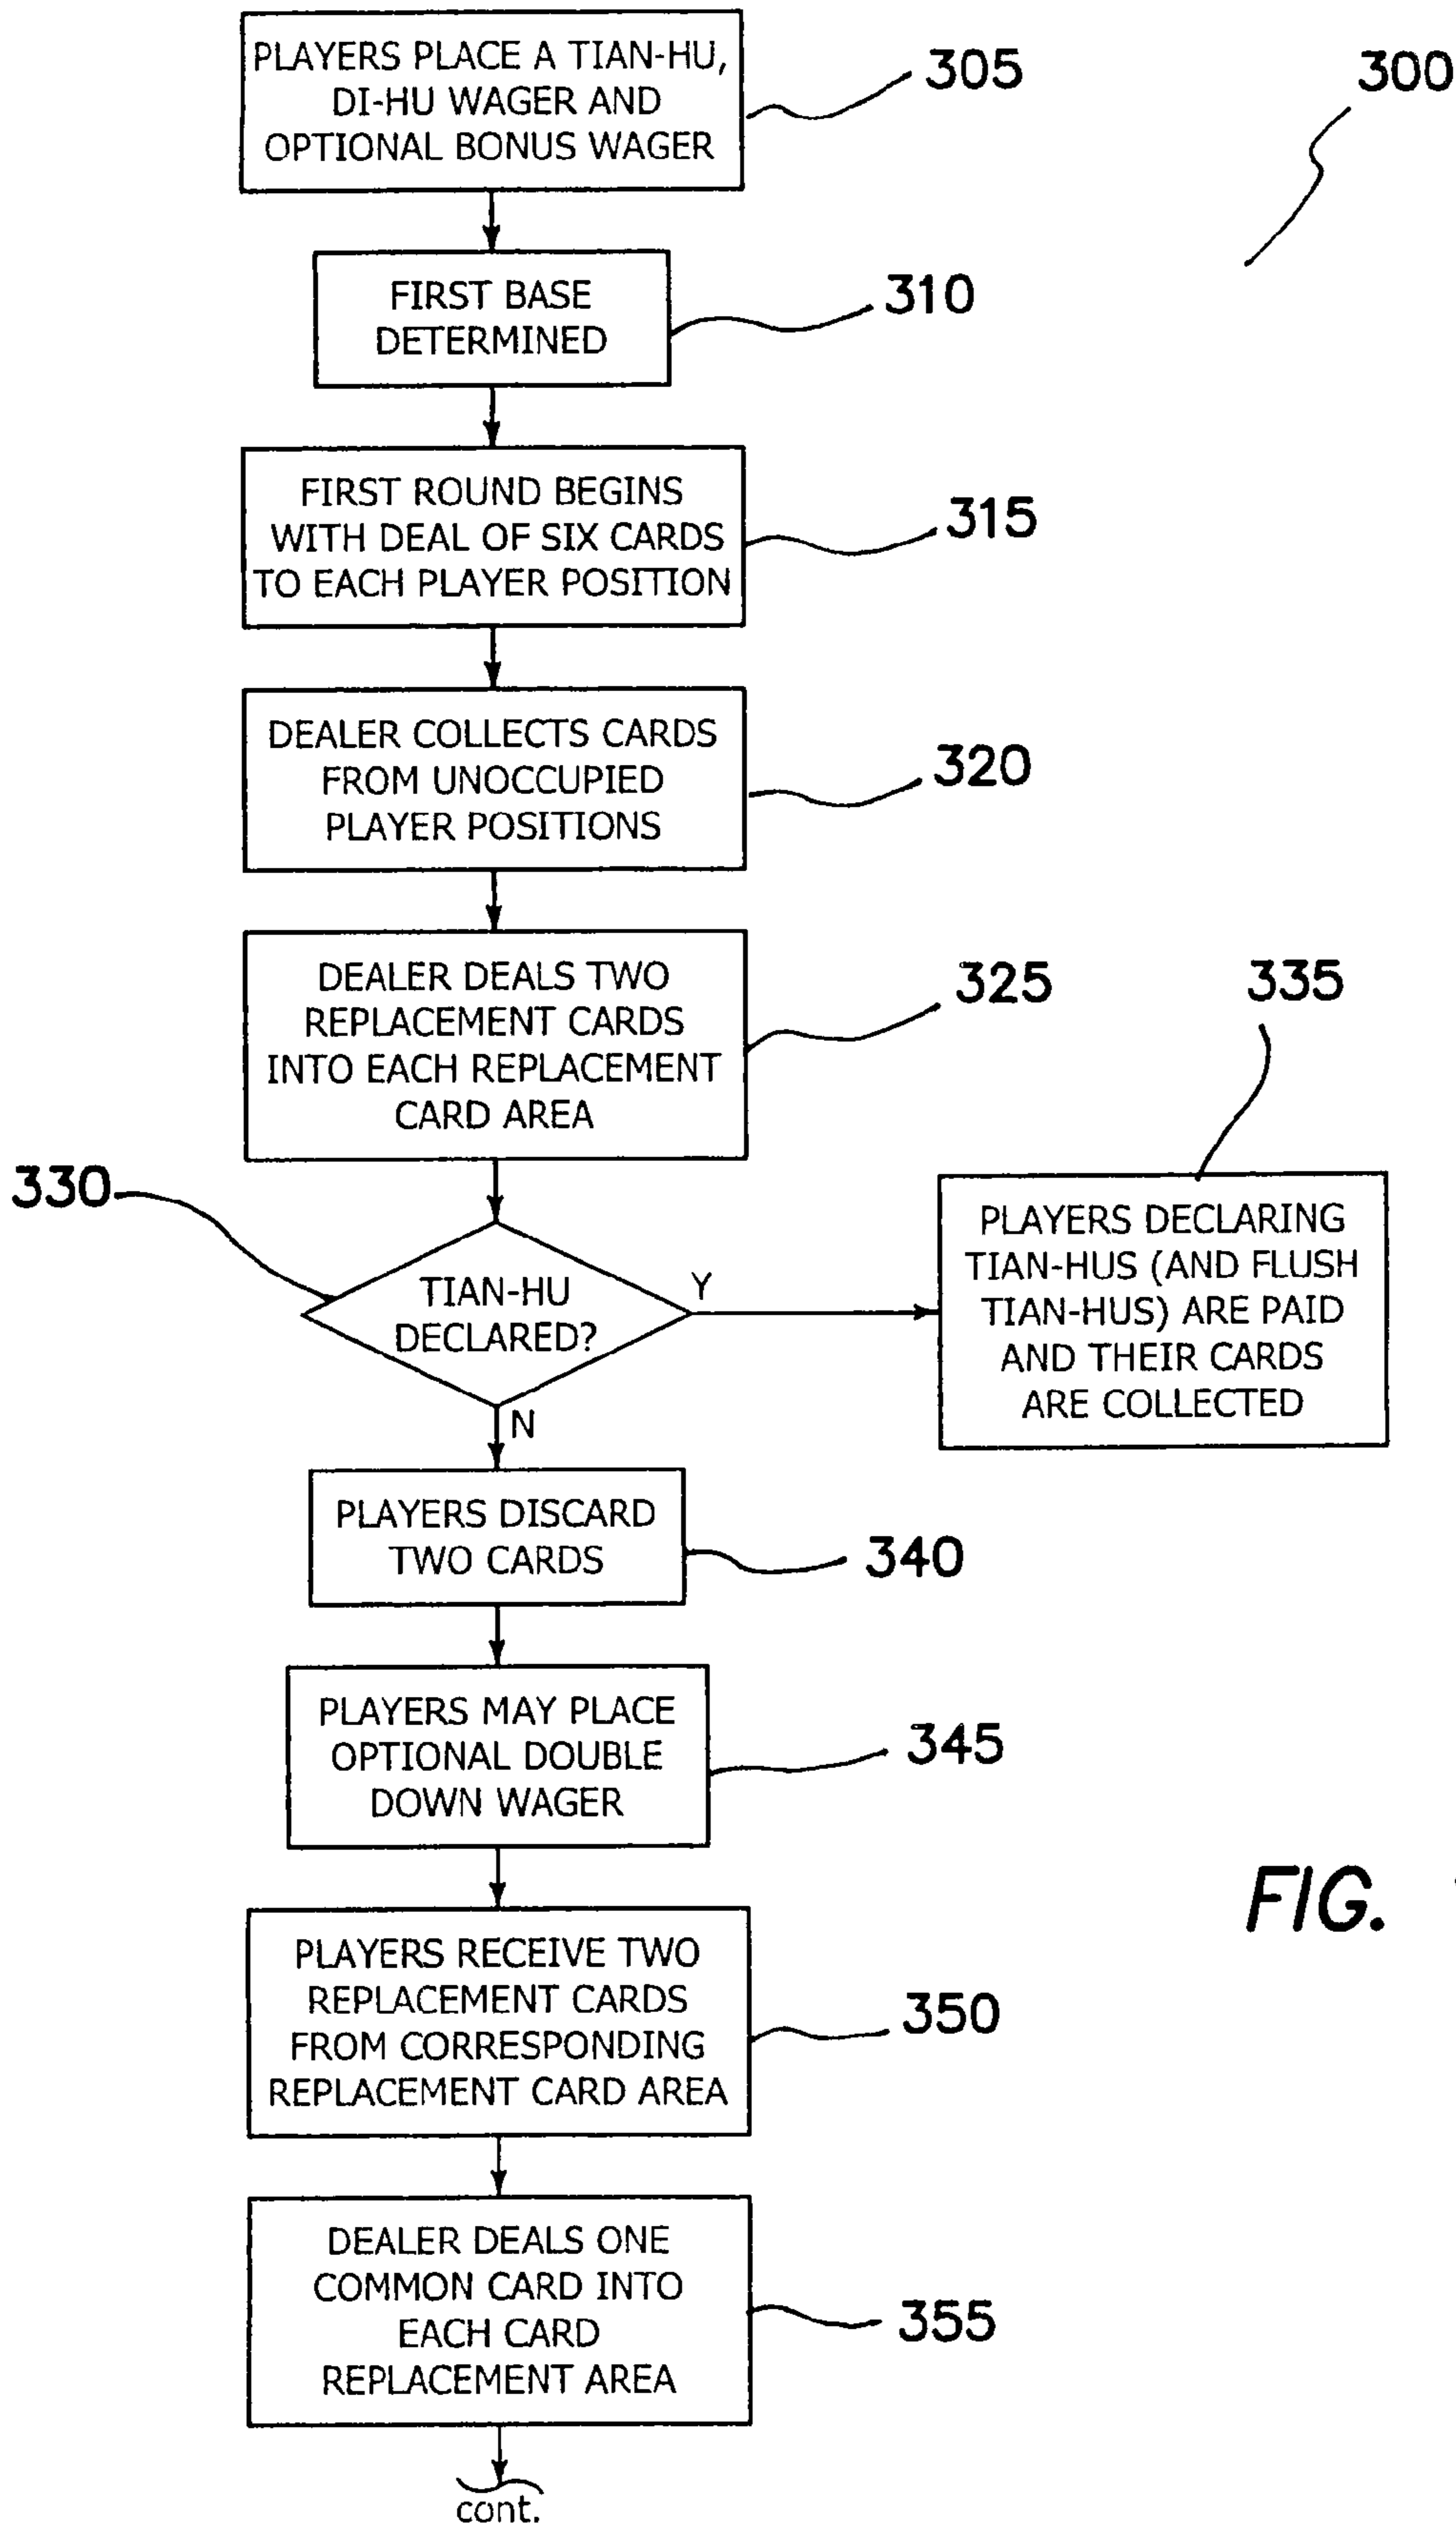 PLAYERS PLACE A TIAN-HU,
DI-HU WAGER AND
OPTIONAL BONUS WAGER
305
300
FIRST BASE
DETERMINED
310
FIRST ROUND BEGINS
WITH DEAL OF SIX CARDS
TO EACH PLAYER POSITION
315
DEALER COLLECTS CARDS
FROM UNOCCUPIED
PLAYER POSITIONS
320
DEALER DEALS TWO
REPLACEMENT CARDS
INTO EACH REPLACEMENT
CARD AREA
325
335
330
TIAN-HU
DECLARED?
Y
N
PLAYERS DECLARING
TIAN-HUS (AND FLUSH
TIAN-HUS) ARE PAID
AND THEIR CARDS
ARE COLLECTED
PLAYERS DISCARD
TWO CARDS
340
PLAYERS MAY PLACE
OPTIONAL DOUBLE
DOWN WAGER
345
FIG.
PLAYERS RECEIVE TWO
REPLACEMENT CARDS
FROM CORRESPONDING
REPLACEMENT CARD AREA
350
DEALER DEALS ONE
COMMON CARD INTO
EACH CARD
REPLACEMENT AREA
355
cont.